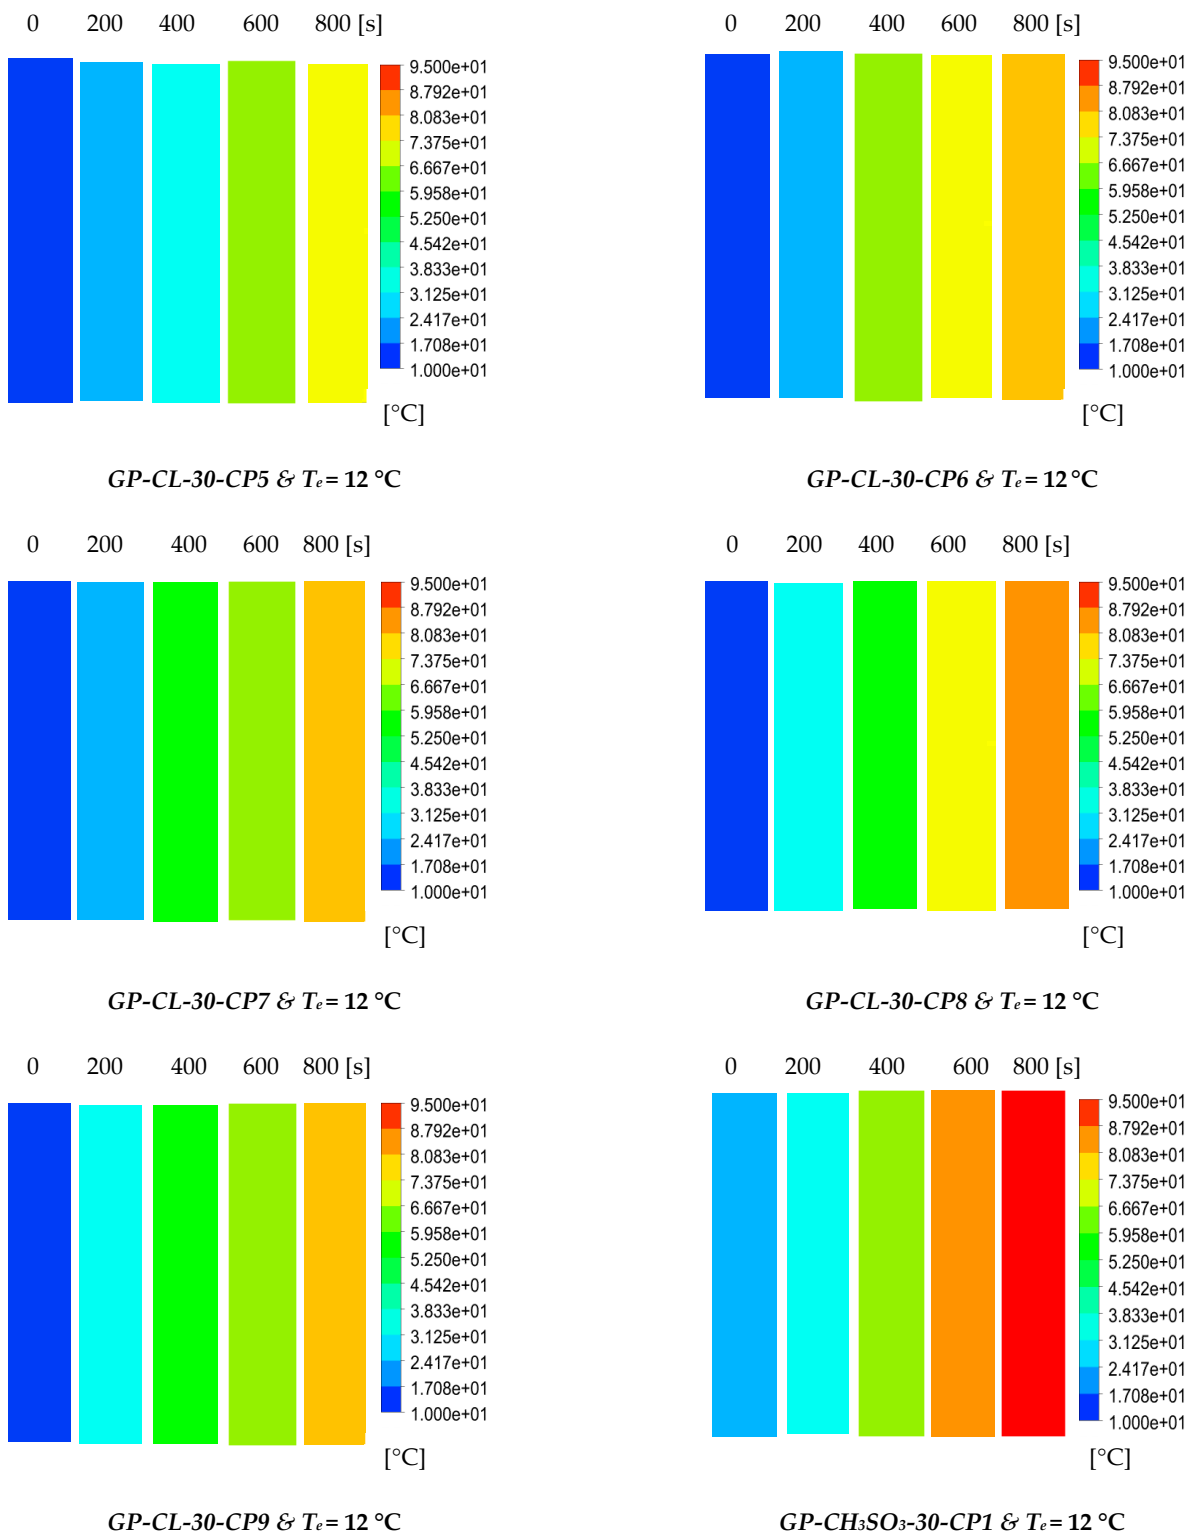 0 200 400 600 800 [s]
9.500e+01
8.792e+01
8.083e+01
7.375e+01
6.667e+01
5.958e+01
5.250e+01
4.542e+01
3.833e+01
3.125e+01
2.417e+01
1.708e+01
1.000e+01
[°C]
GP-CL-30-CP5 & Te = 12 °C
0 200 400 600 800 [s]
9.500e+01
8.792e+01
8.083e+01
7.375e+01
6.667e+01
5.958e+01
5.250e+01
4.542e+01
3.833e+01
3.125e+01
2.417e+01
1.708e+01
1.000e+01
[°C]
GP-CL-30-CP6 & Te = 12 °C
0 200 400 600 800 [s]
9.500e+01
8.792e+01
8.083e+01
7.375e+01
6.667e+01
5.958e+01
5.250e+01
4.542e+01
3.833e+01
3.125e+01
2.417e+01
1.708e+01
1.000e+01
[°C]
GP-CL-30-CP7 & Te = 12 °C
0 200 400 600 800 [s]
9.500e+01
8.792e+01
8.083e+01
7.375e+01
6.667e+01
5.958e+01
5.250e+01
4.542e+01
3.833e+01
3.125e+01
2.417e+01
1.708e+01
1.000e+01
[°C]
GP-CL-30-CP8 & Te = 12 °C
0 200 400 600 800 [s]
9.500e+01
8.792e+01
8.083e+01
7.375e+01
6.667e+01
5.958e+01
5.250e+01
4.542e+01
3.833e+01
3.125e+01
2.417e+01
1.708e+01
1.000e+01
[°C]
GP-CL-30-CP9 & Te = 12 °C
0 200 400 600 800 [s]
9.500e+01
8.792e+01
8.083e+01
7.375e+01
6.667e+01
5.958e+01
5.250e+01
4.542e+01
3.833e+01
3.125e+01
2.417e+01
1.708e+01
1.000e+01
[°C]
GP-CH₃SO₃-30-CP1 & Te = 12 °C